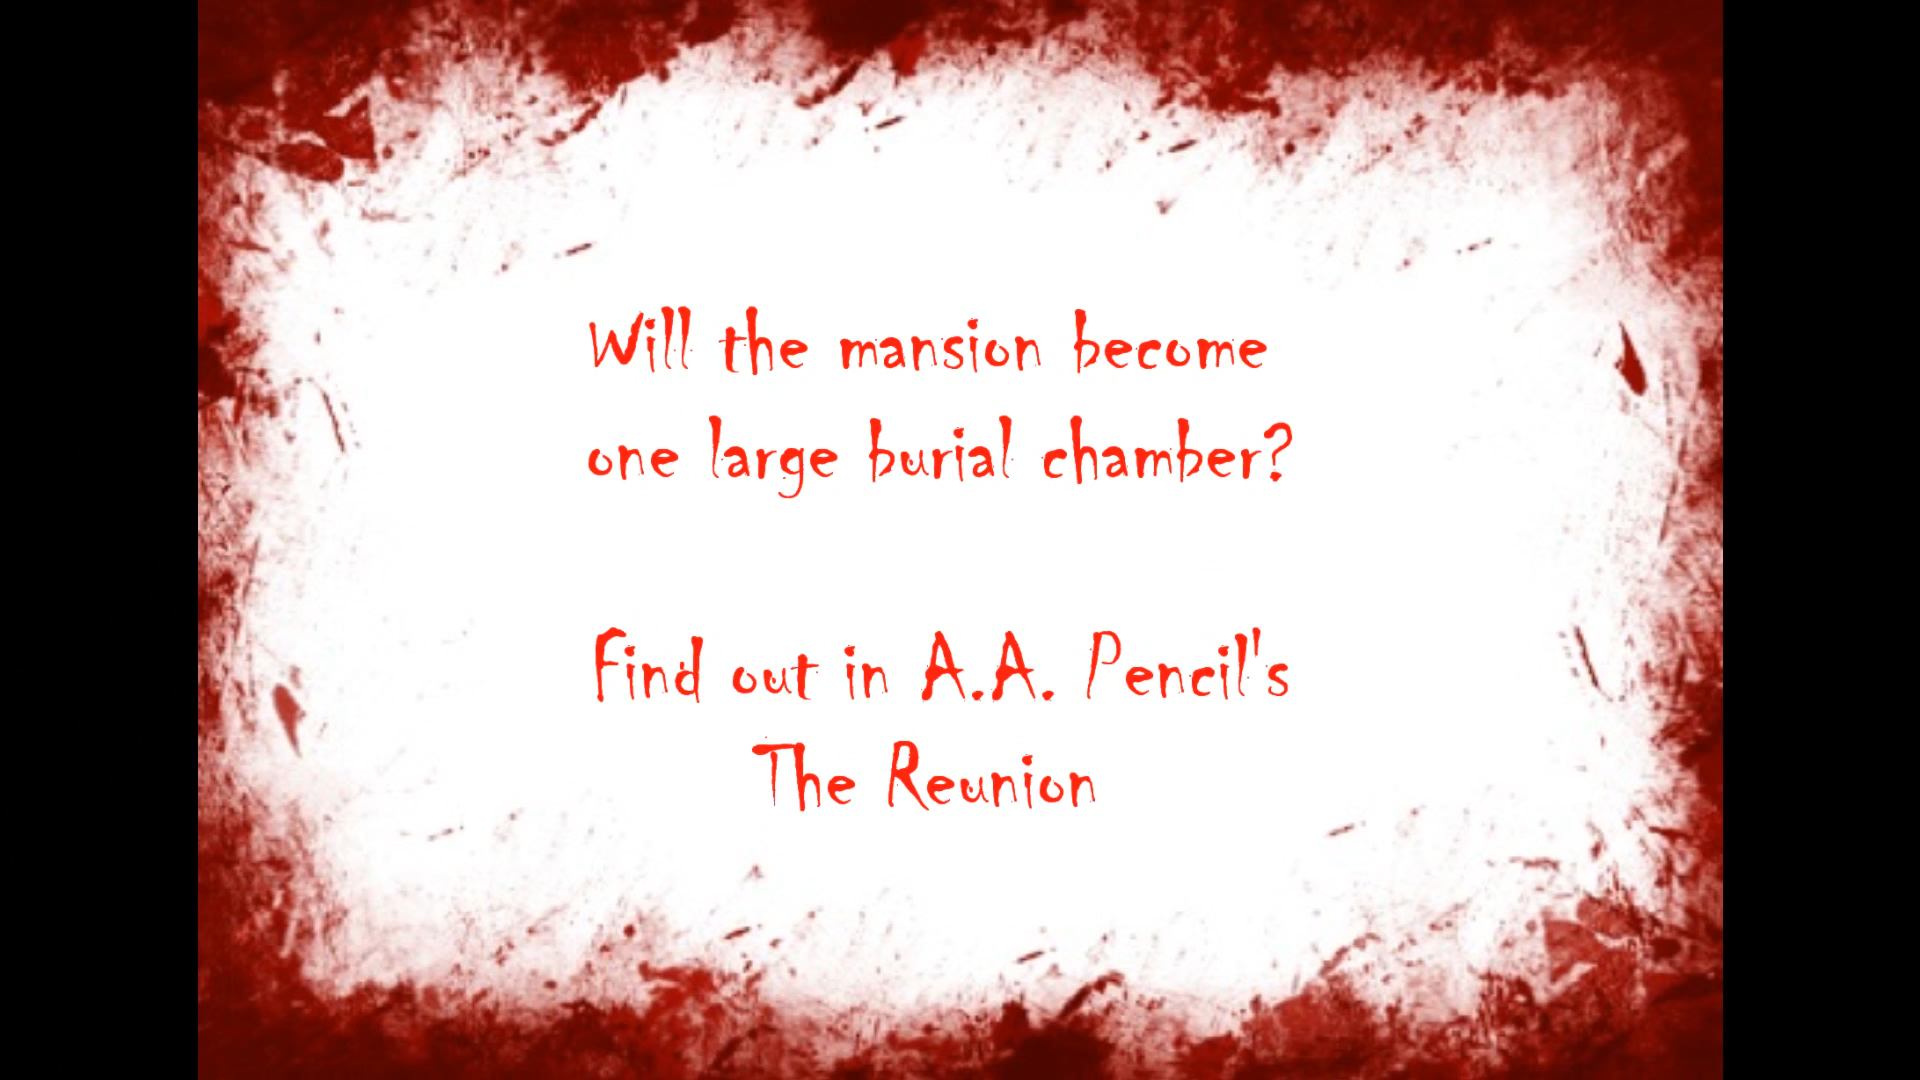 Will the mansion become
one large burial chamber?
Find out in A.A. Pencil's
The Reunion